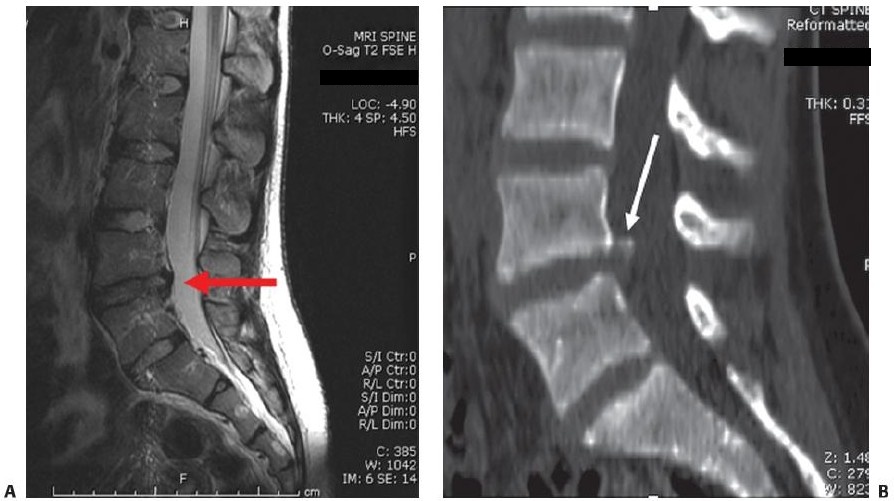 H
MRI SPINE
O-Sag T2 FSE H
LOC: -4.90
THK: 4 SP: 4.50
HFS
P
S/I Ctr:0
A/P Ctr:0
R/L Ctr:0
S/I Dim:0
A/P Dim:0
R/L Dim:0
C: 385
W: 1042
IM: 6 SE: 14
F
cm
A
CT SPINE
Reformatted
THK: 0.31
FFS
Z: 1.48
C: 279
W: 823
B